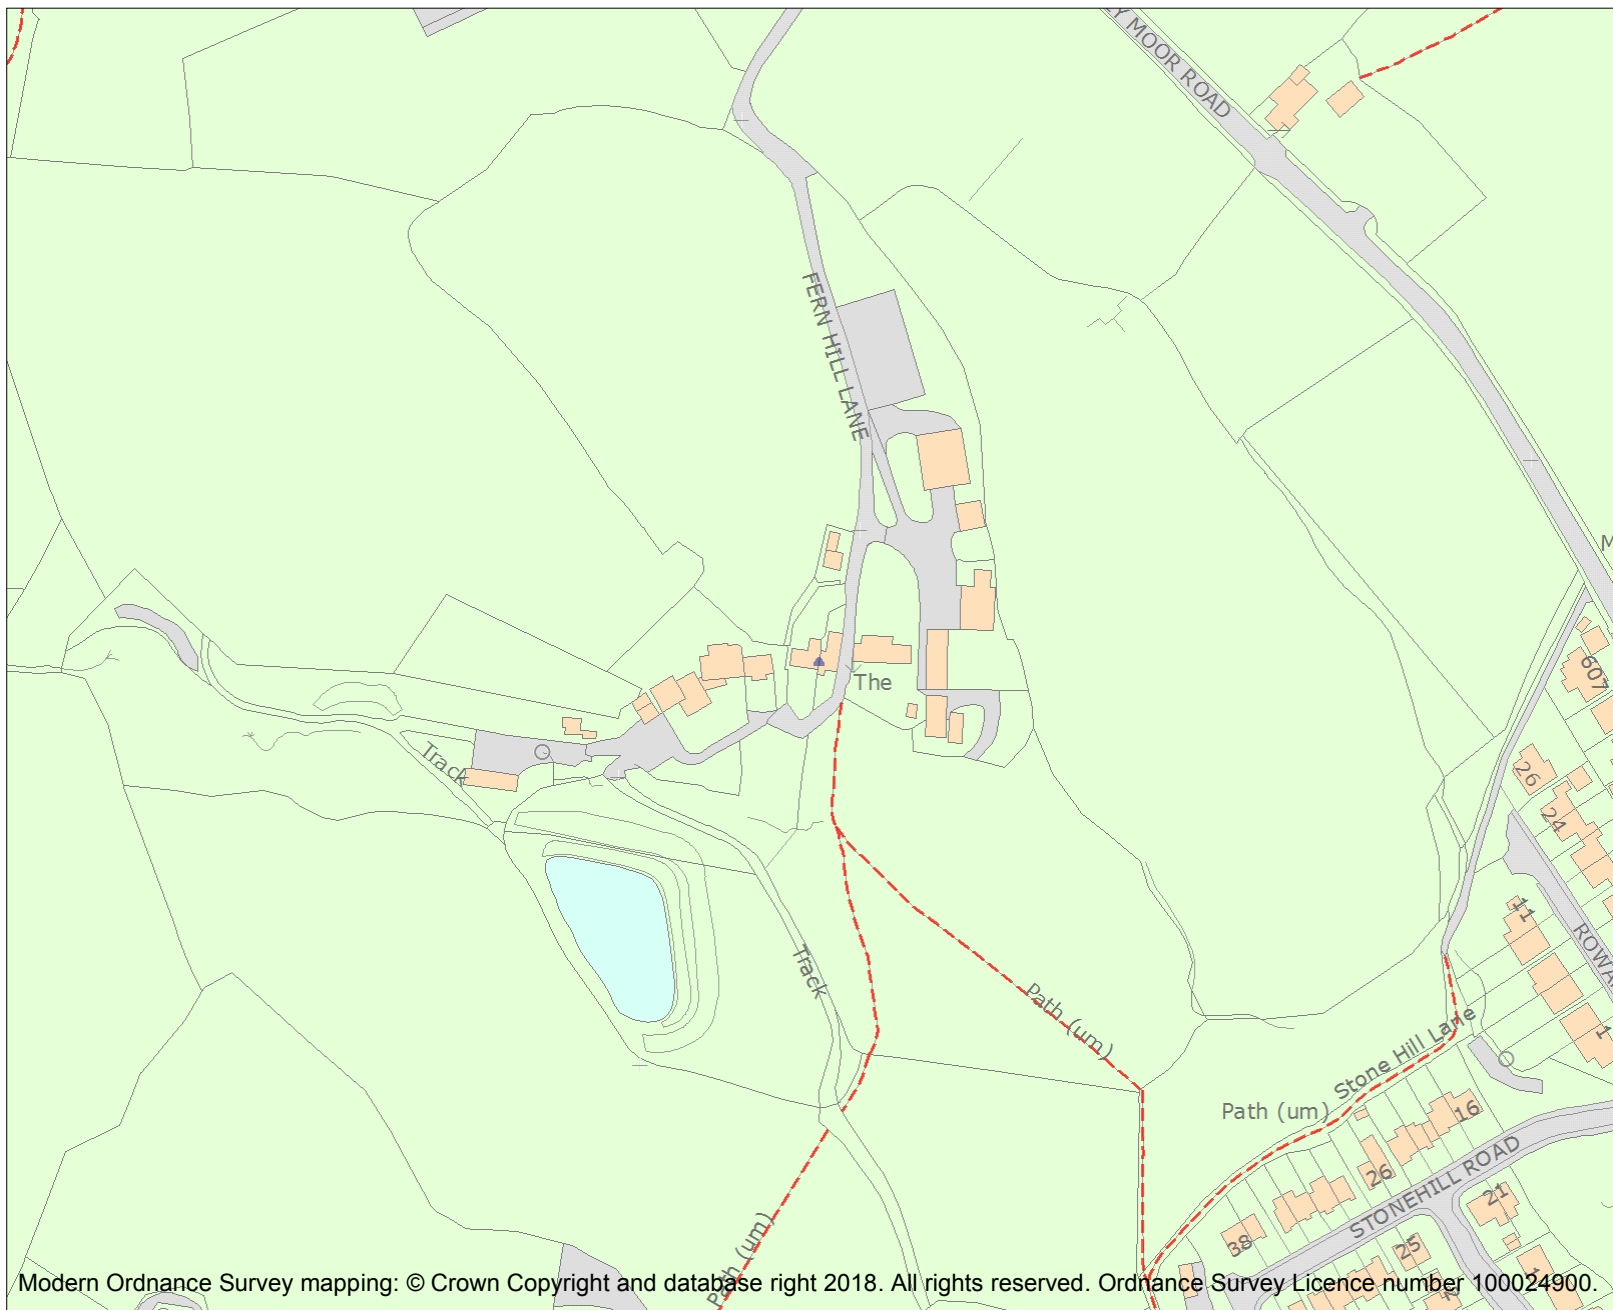 MOOR ROAD
FERN HILL LANE
607
The
Track
26
24
11
ROWA
Track
Path (um)
1
Stone Hill Lane
Path (um)
16
26
STONEHILL ROAD
21
38
25
Path (um)
Modern Ordnance Survey mapping: © Crown Copyright and database right 2018. All rights reserved. Ordnance Survey Licence number 100024900.